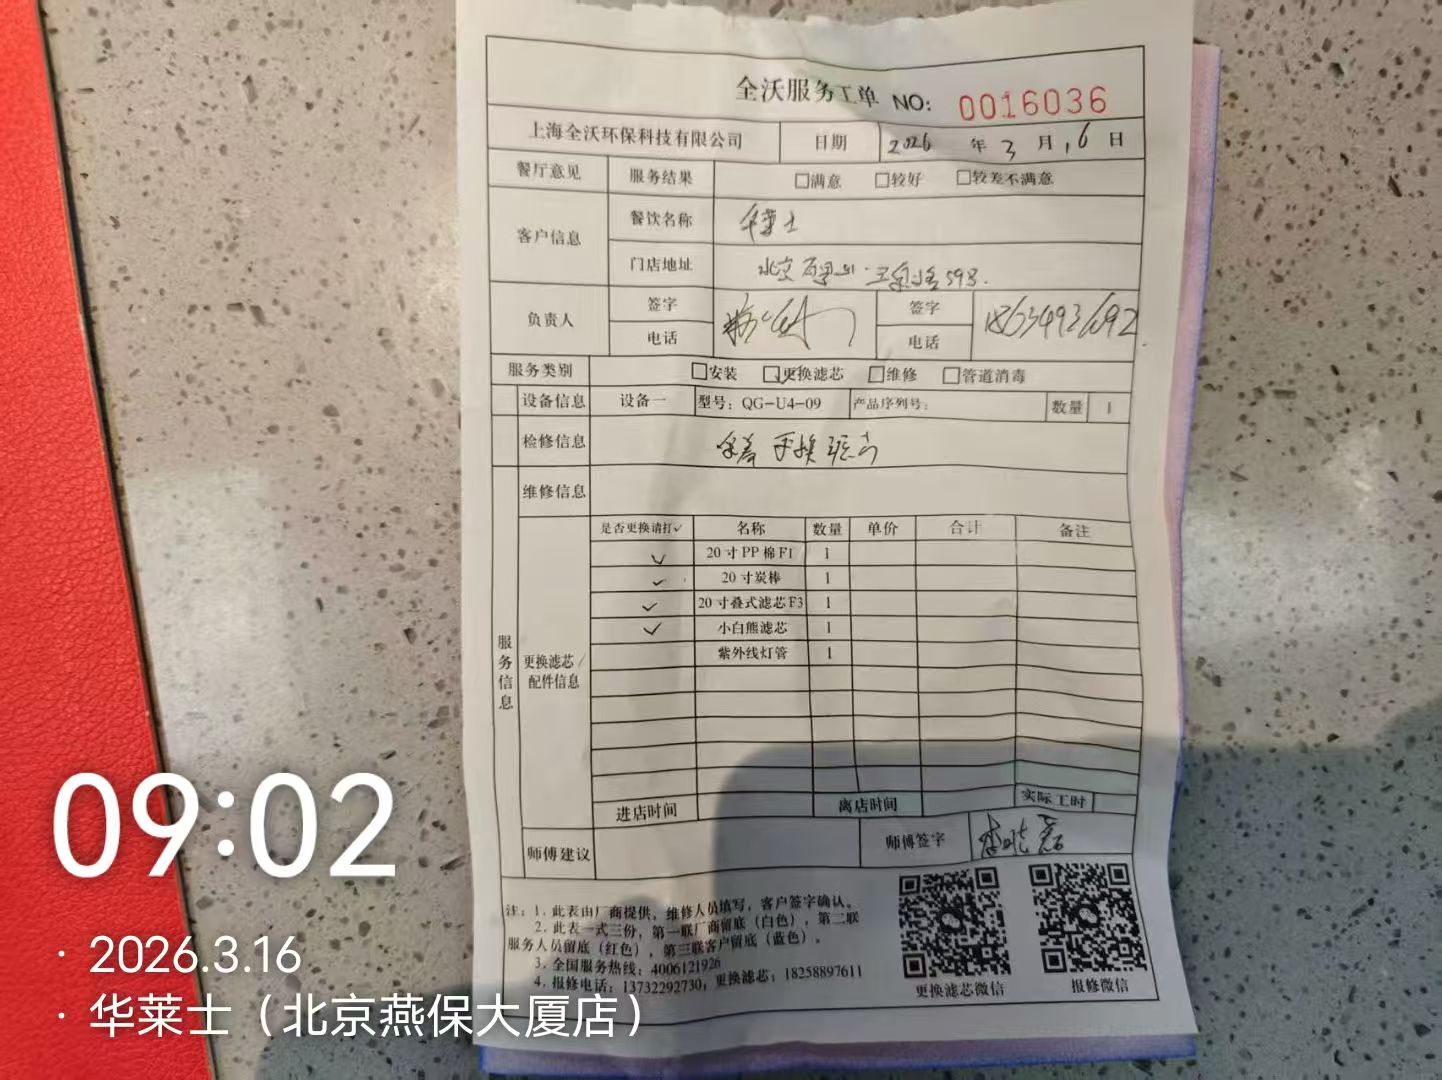 全沃服务工单 NO: 0016036
上海全沃环保科技有限公司 日期 2026 年 3 月 16 日
餐厅意见 服务结果 □满意 □较好 □较差不满意
客户信息 餐饮名称 华莱士
门店地址 北京 59号
负责人 签字 签字
电话 电话 18634936692
服务类别 □安装 ☑更换滤芯 □维修 □管道消毒
设备信息 设备一 型号: QG-U4-09 产品序列号: 数量 1
检修信息
维修信息
服务信息
更换滤芯/配件信息
是否更换请打✓ 名称 数量 单价 合计 备注
✓ 20寸PP棉F1 1
✓ 20寸炭棒 1
✓ 20寸叠式滤芯F3 1
✓ 小白熊滤芯 1
紫外线灯管 1
进店时间 离店时间 实际工时
师傅建议 师傅签字
注: 1. 此表由厂商提供, 维修人员填写, 客户签字确认。
2. 此表一式三份, 第一联厂商留底(白色), 第二联
服务人员留底(红色), 第三联客户留底(蓝色)。
3. 全国服务热线: 4006121926
4. 报修电话: 13732292730; 更换滤芯: 18258897611
更换滤芯微信 报修微信
09:02
· 2026.3.16
· 华莱士（北京燕保大厦店）